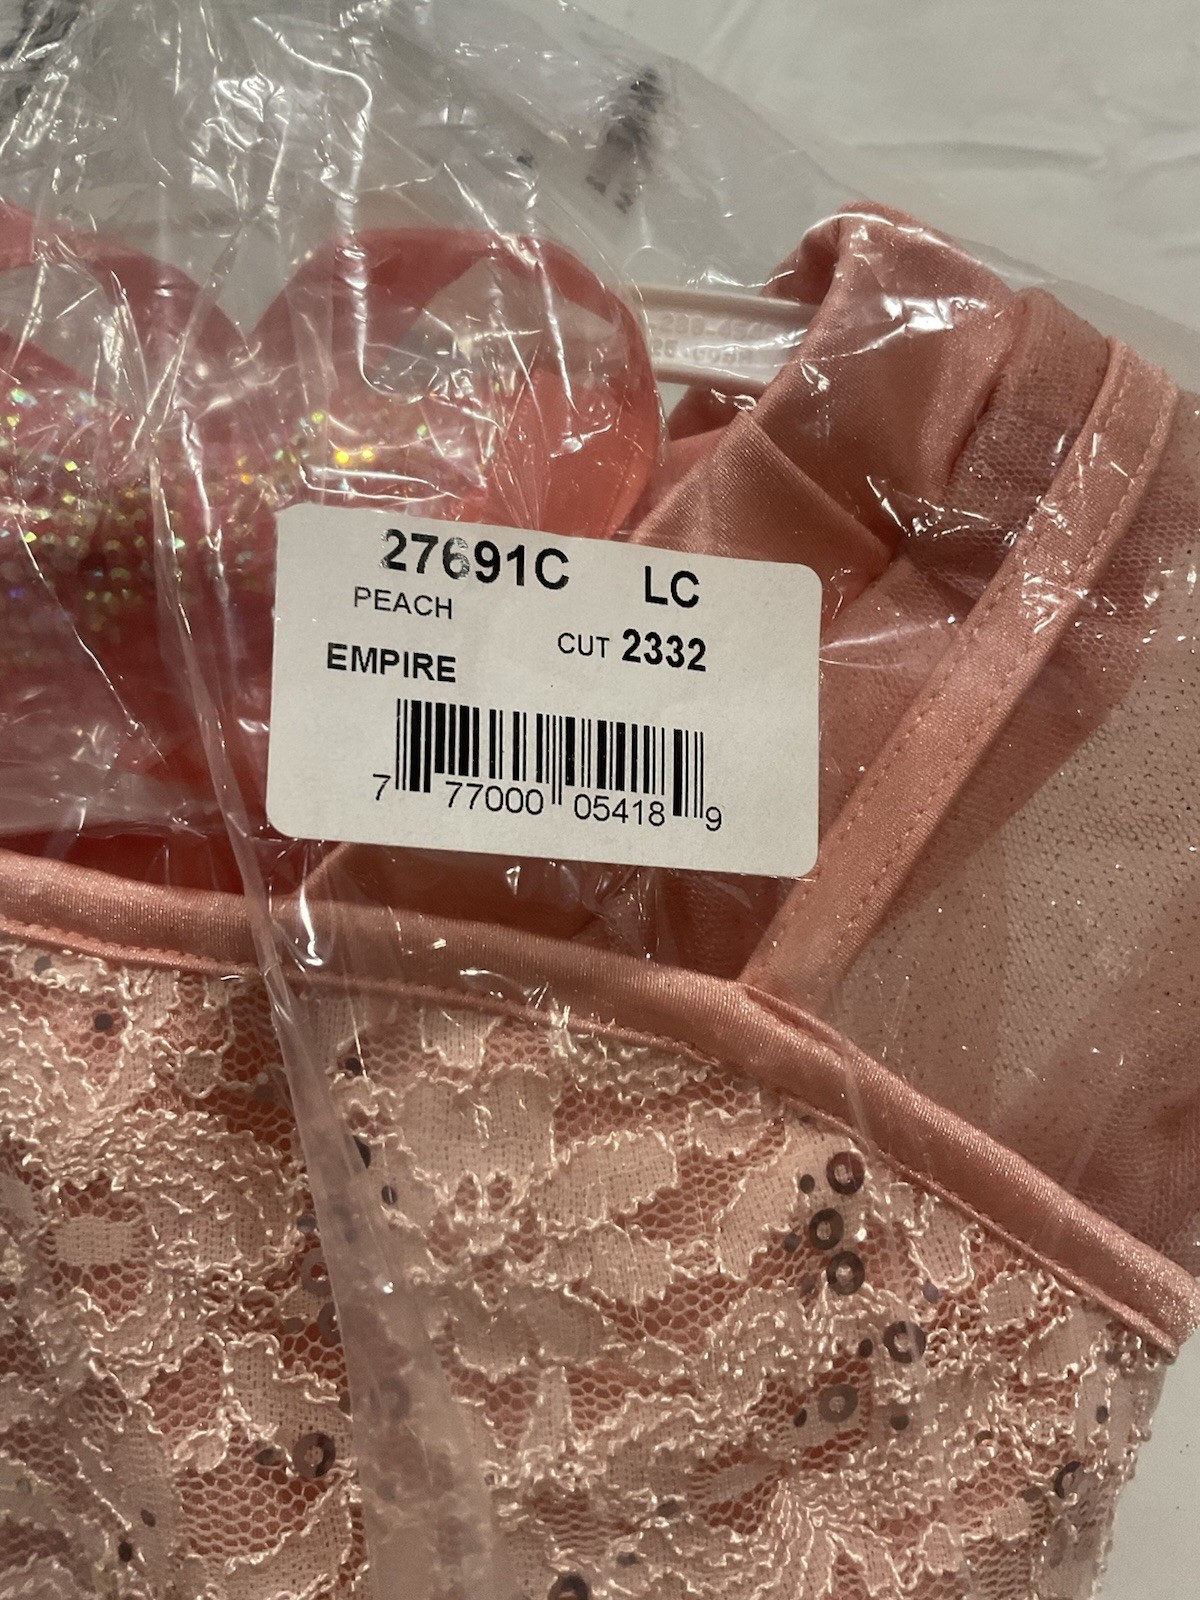 27691C LC
PEACH
CUT 2332
EMPIRE
7 77000 05418 9